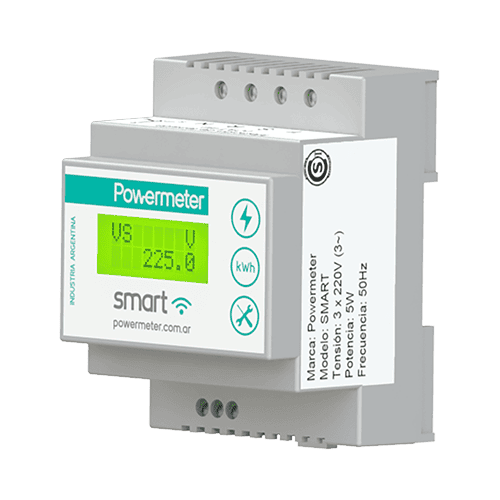 Powermeter
INDUSTRIA ARGENTINA
VS V
225.0
kWh
smart
powermeter.com.ar
S
Marca: Powermeter
Modelo: SMART
Tensión: 3 x 220V (3~)
Potencia: 5W
Frecuencia: 50Hz